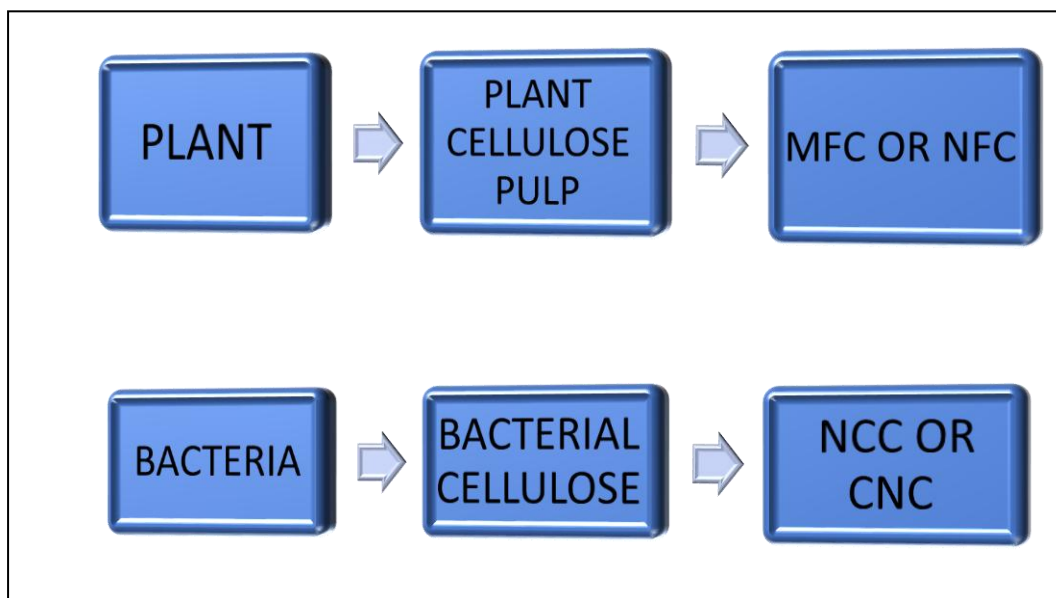 PLANT
PLANT
CELLULOSE
PULP
MFC OR NFC
BACTERIA
BACTERIAL
CELLULOSE
NCC OR
CNC